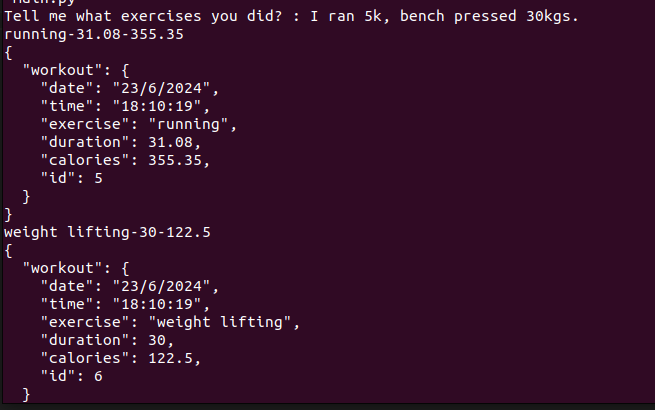 main.py
Tell me what exercises you did? : I ran 5k, bench pressed 30kgs.
running-31.08-355.35
{
  "workout": {
    "date": "23/6/2024",
    "time": "18:10:19",
    "exercise": "running",
    "duration": 31.08,
    "calories": 355.35,
    "id": 5
  }
}
weight lifting-30-122.5
{
  "workout": {
    "date": "23/6/2024",
    "time": "18:10:19",
    "exercise": "weight lifting",
    "duration": 30,
    "calories": 122.5,
    "id": 6
  }